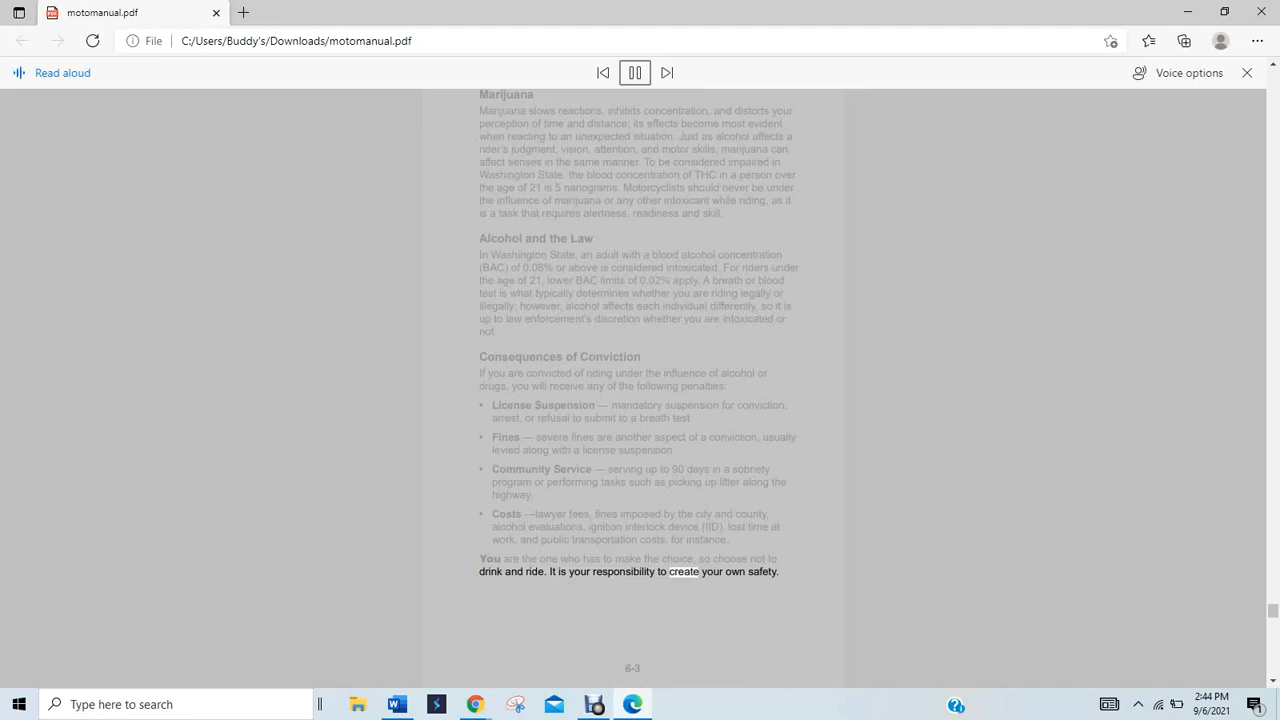 motomanual.pdf
File
C:/Users/Buddy's/Downloads/motomanual.pdf
Read aloud
Voice options
Marijuana
Marijuana slows reactions, inhibits concentration, and distorts your
perception of time and distance; its effects become most evident
when reacting to an unexpected situation. Just as alcohol affects a
rider's judgment, vision, attention, and motor skills, marijuana can
affect senses in the same manner. To be considered impaired in
Washington State, the blood concentration of THC in a person over
the age of 21 is 5 nanograms. Motorcyclists should never be under
the influence of marijuana or any other intoxicant while riding, as it
is a task that requires alertness, readiness and skill.
Alcohol and the Law
In Washington State, an adult with a blood alcohol concentration
(BAC) of 0.08% or above is considered intoxicated. For riders under
the age of 21, lower BAC limits of 0.02% apply. A breath or blood
test is what typically determines whether you are riding legally or
illegally; however, alcohol affects each individual differently, so it is
up to law enforcement's discretion whether you are intoxicated or
not.
Consequences of Conviction
If you are convicted of riding under the influence of alcohol or
drugs, you will receive any of the following penalties:
• License Suspension — mandatory suspension for conviction,
arrest, or refusal to submit to a breath test
• Fines — severe fines are another aspect of a conviction, usually
levied along with a license suspension
• Community Service — serving up to 90 days in a sobriety
program or performing tasks such as picking up litter along the
highway.
• Costs —lawyer fees, fines imposed by the city and county,
alcohol evaluations, ignition interlock device (IID), lost time at
work, and public transportation costs, for instance.
You are the one who has to make the choice, so choose not to
drink and ride. It is your responsibility to create your own safety.
6-3
Type here to search
2:44 PM
9/6/2021